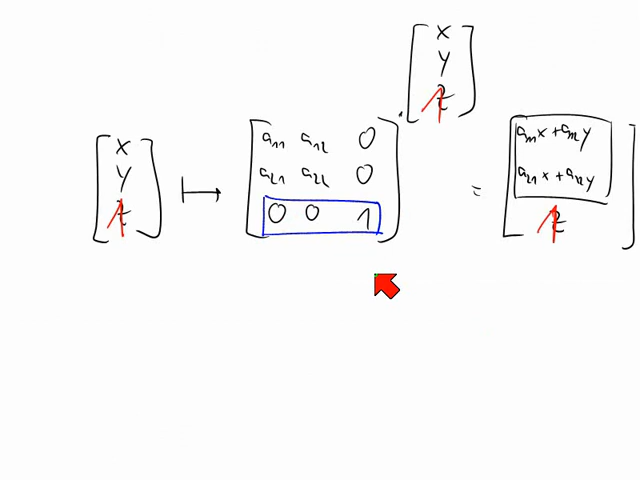 x
y
1
x
y
1
↦
a₁₁ a₁₂ 0
a₂₁ a₂₂ 0
0 0 1
·
=
a₁₁x + a₁₂y
a₂₁x + a₂₂y
1